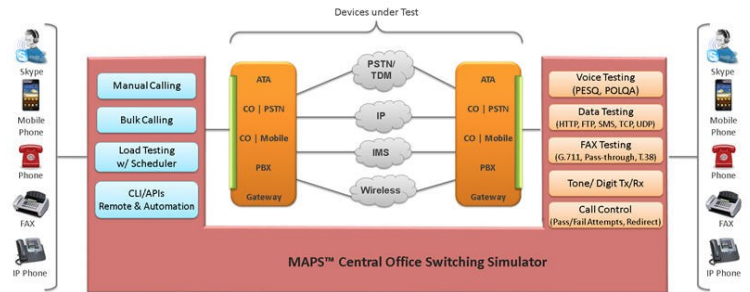 Devices under Test
Skype
Mobile
Phone
Phone
FAX
IP Phone
Manual Calling
Bulk Calling
Load Testing
w/ Scheduler
CLI/APIs
Remote & Automation
ATA
CO | PSTN
CO | Mobile
PBX
Gateway
PSTN/
TDM
IP
IMS
Wireless
ATA
CO | PSTN
CO | Mobile
PBX
Gateway
Voice Testing
(PESQ, POLQA)
Data Testing
(HTTP, FTP, SMS, TCP, UDP)
FAX Testing
(G.711, Pass-through, T.38)
Tone/ Digit Tx/Rx
Call Control
(Pass/Fail Attempts, Redirect)
Skype
Mobile
Phone
Phone
FAX
IP Phone
MAPS™ Central Office Switching Simulator